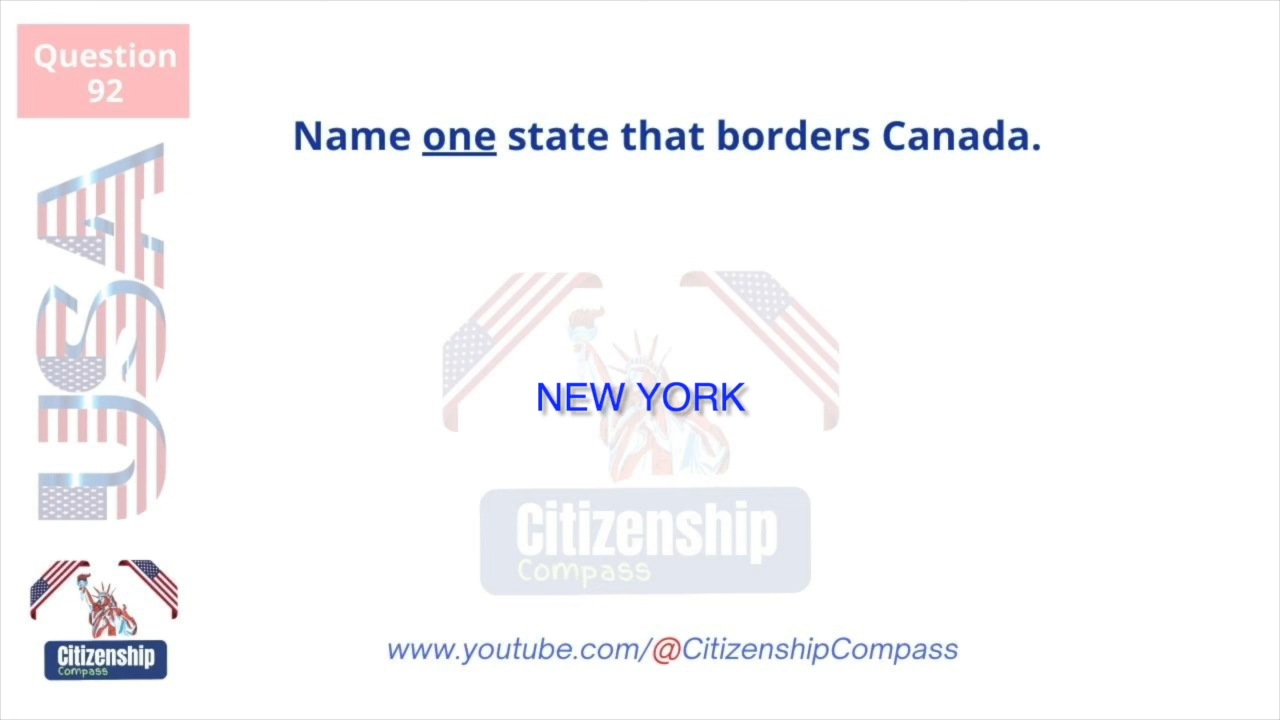 Question
92
Name one state that borders Canada.
USA
NEW YORK
Citizenship
Compass
Citizenship
Compass
www.youtube.com/@CitizenshipCompass